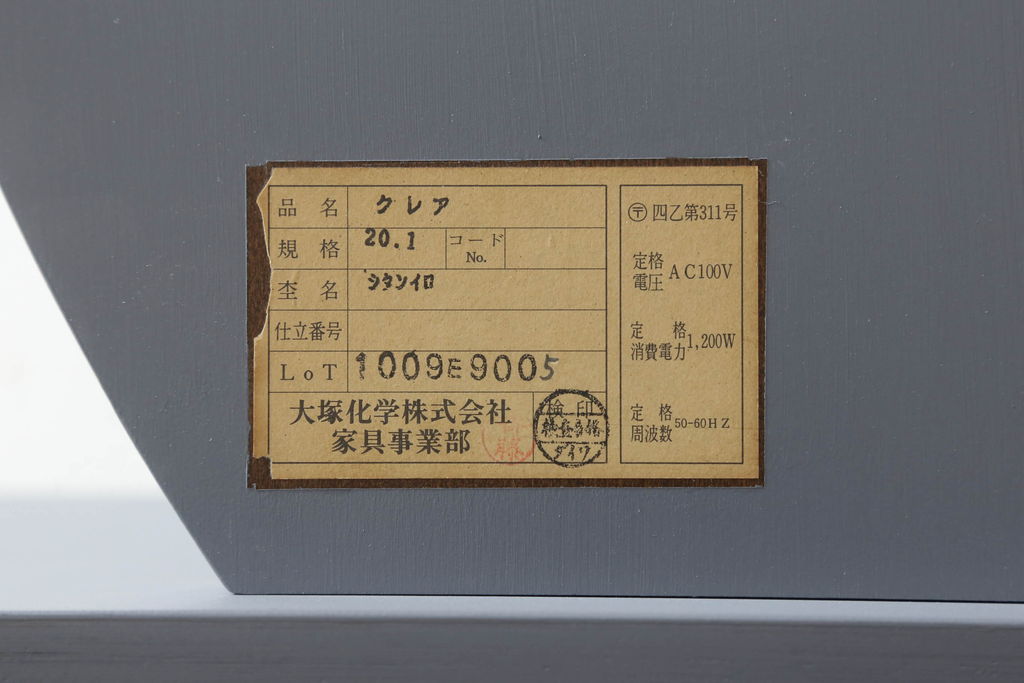 品名 クレア
規格 20.1 コード No.
杢名 シタンイロ
仕立番号
LoT 1009E9005
大塚化学株式会社
家具事業部
検印
ダイワ
〶 四乙第311号
定格電圧 AC100V
定格消費電力 1,200W
定格周波数 50-60HZ